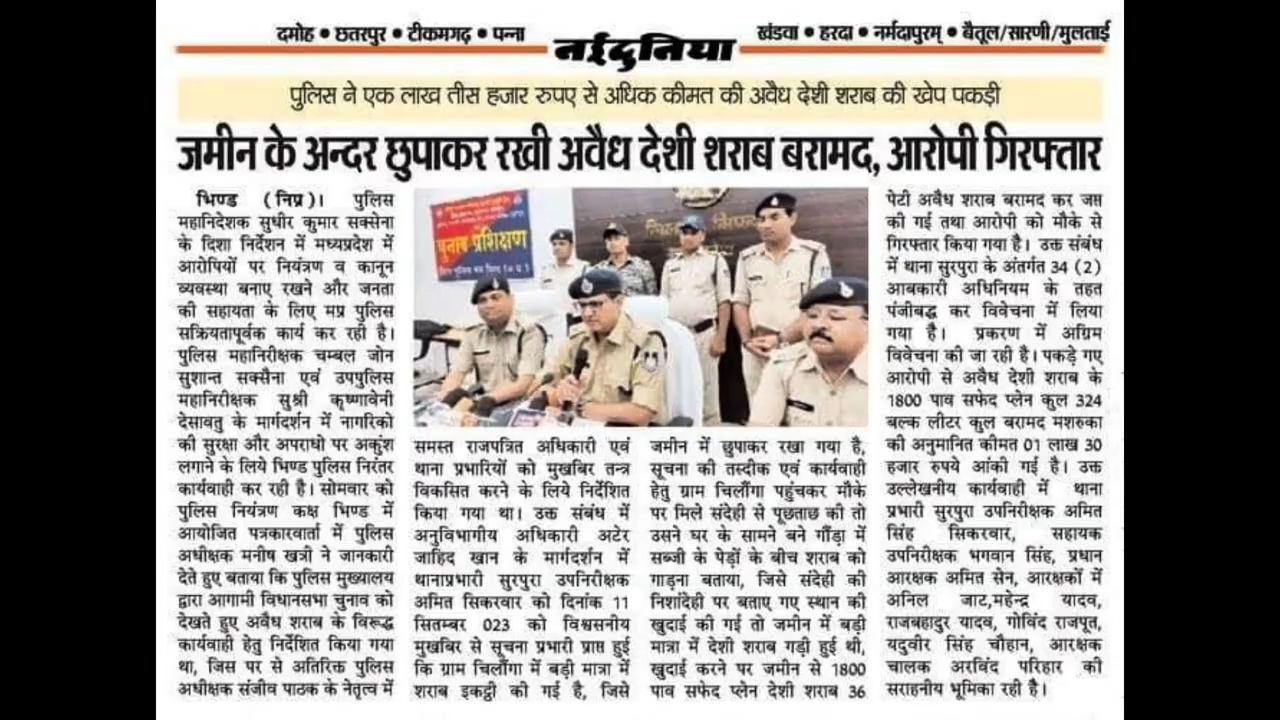 दमोह • छतरपुर • टीकमगढ़ • पन्ना
नईदुनिया
खंडवा • हरदा • नर्मदापुरम् • बैतूल/सारणी/मुलताई
पुलिस ने एक लाख तीस हजार रुपए से अधिक कीमत की अवैध देशी शराब की खेप पकड़ी
जमीन के अन्दर छुपाकर रखी अवैध देशी शराब बरामद, आरोपी गिरफ्तार
भिण्ड (निप्र)। पुलिस
महानिदेशक सुधीर कुमार सक्सेना
के दिशा निर्देशन में मध्यप्रदेश में
आरोपियों पर नियंत्रण व कानून
व्यवस्था बनाए रखने और जनता
की सहायता के लिए मप्र पुलिस
सक्रियतापूर्वक कार्य कर रही है।
पुलिस महानिरीक्षक चम्बल जोन
सुशान्त सक्सैना एवं उपपुलिस
महानिरीक्षक सुश्री कृष्णावेनी
देसावतु के मार्गदर्शन में नागरिको
की सुरक्षा और अपराधो पर अकुंश
लगाने के लिये भिण्ड पुलिस निरंतर
कार्यवाही कर रही है। सोमवार को
पुलिस नियंत्रण कक्ष भिण्ड में
आयोजित पत्रकारवार्ता में पुलिस
अधीक्षक मनीष खत्री ने जानकारी
देते हुए बताया कि पुलिस मुख्यालय
द्वारा आगामी विधानसभा चुनाव को
देखते हुए अवैध शराब के विरूद्ध
कार्यवाही हेतु निर्देशित किया गया
था, जिस पर से अतिरिक्त पुलिस
अधीक्षक संजीव पाठक के नेतृत्व में
चुनाव प्रशिक्षण
समस्त राजपत्रित अधिकारी एवं
थाना प्रभारियों को मुखबिर तन्त्र
विकसित करने के लिये निर्देशित
किया गया था। उक्त संबंध में
अनुविभागीय अधिकारी अटेर
जाहिद खान के मार्गदर्शन में
थानाप्रभारी सुरपुरा उपनिरीक्षक
अमित सिकरवार को दिनांक 11
सितम्बर 023 को विश्वसनीय
मुखबिर से सूचना प्रभारी प्राप्त हुई
कि ग्राम चिलौंगा में बड़ी मात्रा में
शराब इकट्ठी की गई है, जिसे
जमीन में छुपाकर रखा गया है,
सूचना की तस्दीक एवं कार्यवाही
हेतु ग्राम चिलौंगा पहुंचकर मौके
पर मिले संदेही से पूछताछ की तो
उसने घर के सामने बने गौंड़ा में
सब्जी के पेड़ों के बीच शराब को
गाड़ना बताया, जिसे संदेही की
निशांदेही पर बताए गए स्थान की
खुदाई की गई तो जमीन में बड़ी
मात्रा में देशी शराब गड़ी हुई थी,
खुदाई करने पर जमीन से 1800
पाव सफेद प्लेन देशी शराब 36
पेटी अवैध शराब बरामद कर जप्त
की गई तथा आरोपी को मौके से
गिरफ्तार किया गया है। उक्त संबंध
में थाना सुरपुरा के अंतर्गत 34 (2)
आबकारी अधिनियम के तहत
पंजीबद्ध कर विवेचना में लिया
गया है। प्रकरण में अग्रिम
विवेचना की जा रही है। पकड़े गए
आरोपी से अवैध देशी शराब के
1800 पाव सफेद प्लेन कुल 324
बल्क लीटर कुल बरामद मशरुका
की अनुमानित कीमत 01 लाख 30
हजार रुपये आंकी गई है। उक्त
उल्लेखनीय कार्यवाही में थाना
प्रभारी सुरपुरा उपनिरीक्षक अमित
सिंह सिकरवार, सहायक
उपनिरीक्षक भगवान सिंह, प्रधान
आरक्षक अमित सेन, आरक्षकों में
अनिल जाट,महेन्द्र यादव,
राजबहादुर यादव, गोविंद राजपूत,
यदुवीर सिंह चौहान, आरक्षक
चालक अरविंद परिहार की
सराहनीय भूमिका रही है।